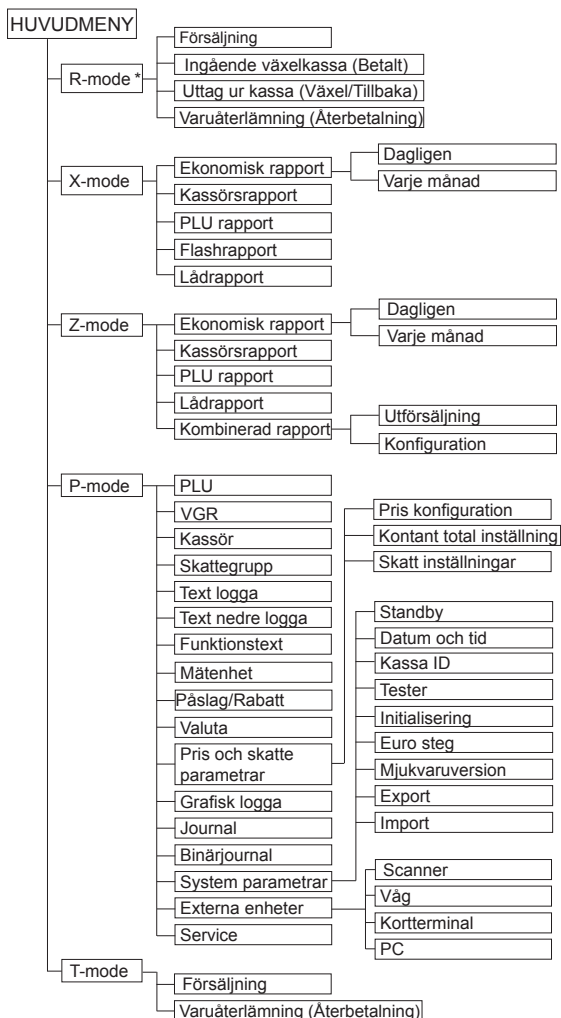 HUVUDMENY
R-mode *
Försäljning
Ingående växelkassa (Betalt)
Uttag ur kassa (Växel/Tillbaka)
Varuåterlämning (Återbetalning)
X-mode
Ekonomisk rapport
Dagligen
Varje månad
Kassörsrapport
PLU rapport
Flashrapport
Lådrapport
Z-mode
Ekonomisk rapport
Dagligen
Varje månad
Kassörsrapport
PLU rapport
Lådrapport
Kombinerad rapport
Utförsäljning
Konfiguration
P-mode
PLU
VGR
Kassör
Skattegrupp
Text logga
Text nedre logga
Funktionstext
Mätenhet
Påslag/Rabatt
Valuta
Pris och skatte
parametrar
Pris konfiguration
Kontant total inställning
Skatt inställningar
Grafisk logga
Journal
Binärjournal
System parametrar
Standby
Datum och tid
Kassa ID
Tester
Initialisering
Euro steg
Mjukvaruversion
Export
Import
Externa enheter
Scanner
Våg
Kortterminal
PC
Service
T-mode
Försäljning
Varuåterlämning (Återbetalning)